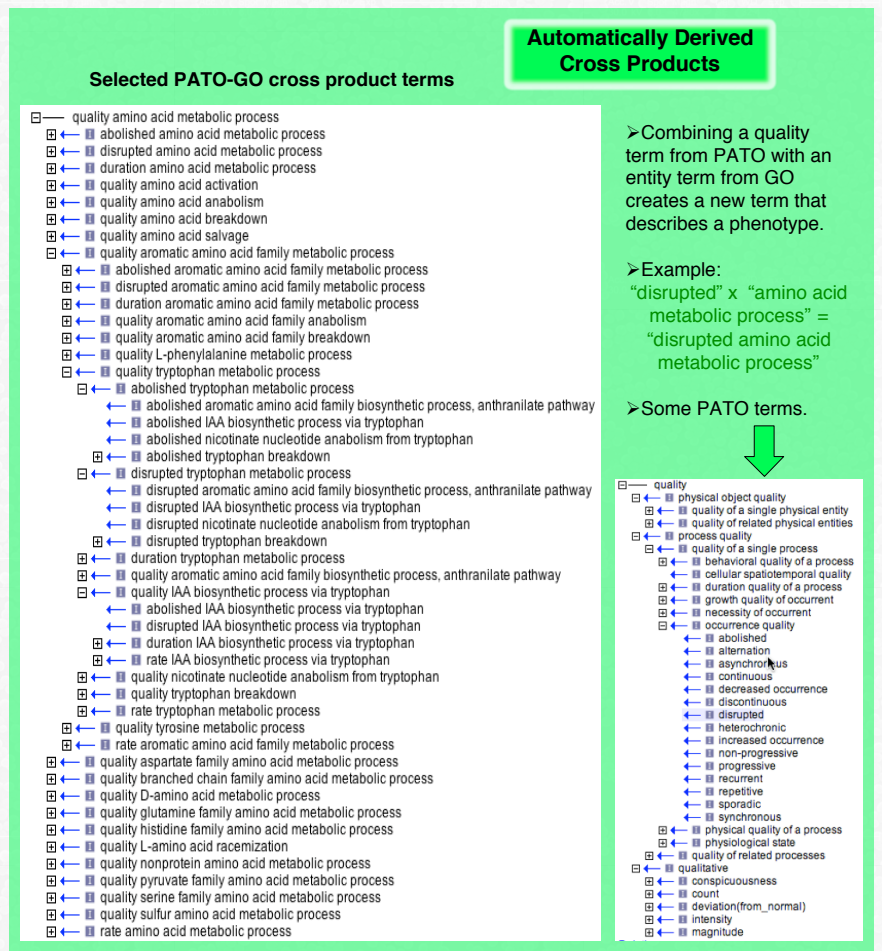 Automatically Derived
Cross Products
Selected PATO-GO cross product terms
quality amino acid metabolic process
abolished amino acid metabolic process
disrupted amino acid metabolic process
duration amino acid metabolic process
quality amino acid activation
quality amino acid anabolism
quality amino acid breakdown
quality amino acid salvage
quality aromatic amino acid family metabolic process
abolished aromatic amino acid family metabolic process
disrupted aromatic amino acid family metabolic process
duration aromatic amino acid family metabolic process
quality aromatic amino acid family anabolism
quality aromatic amino acid family breakdown
quality L-phenylalanine metabolic process
quality tryptophan metabolic process
abolished tryptophan metabolic process
abolished aromatic amino acid family biosynthetic process, anthranilate pathway
abolished IAA biosynthetic process via tryptophan
abolished nicotinate nucleotide anabolism from tryptophan
abolished tryptophan breakdown
disrupted tryptophan metabolic process
disrupted aromatic amino acid family biosynthetic process, anthranilate pathway
disrupted IAA biosynthetic process via tryptophan
disrupted nicotinate nucleotide anabolism from tryptophan
disrupted tryptophan breakdown
duration tryptophan metabolic process
quality aromatic amino acid family biosynthetic process, anthranilate pathway
quality IAA biosynthetic process via tryptophan
abolished IAA biosynthetic process via tryptophan
disrupted IAA biosynthetic process via tryptophan
duration IAA biosynthetic process via tryptophan
rate IAA biosynthetic process via tryptophan
quality nicotinate nucleotide anabolism from tryptophan
quality tryptophan breakdown
rate tryptophan metabolic process
quality tyrosine metabolic process
rate aromatic amino acid family metabolic process
quality aspartate family amino acid metabolic process
quality branched chain family amino acid metabolic process
quality D-amino acid metabolic process
quality glutamine family amino acid metabolic process
quality histidine family amino acid metabolic process
quality L-amino acid racemization
quality nonprotein amino acid metabolic process
quality pyruvate family amino acid metabolic process
quality serine family amino acid metabolic process
quality sulfur amino acid metabolic process
rate amino acid metabolic process
➢Combining a quality
term from PATO with an
entity term from GO
creates a new term that
describes a phenotype.
➢Example:
“disrupted” x “amino acid
metabolic process” =
“disrupted amino acid
metabolic process”
➢Some PATO terms.
quality
physical object quality
quality of a single physical entity
quality of related physical entities
process quality
quality of a single process
behavioral quality of a process
cellular spatiotemporal quality
duration quality of a process
growth quality of occurrent
necessity of occurrent
occurrence quality
abolished
alternation
asynchronous
continuous
decreased occurrence
discontinuous
disrupted
heterochronic
increased occurrence
non-progressive
progressive
recurrent
repetitive
sporadic
synchronous
physical quality of a process
physiological state
quality of related processes
qualitative
conspicuousness
count
deviation(from_normal)
intensity
magnitude